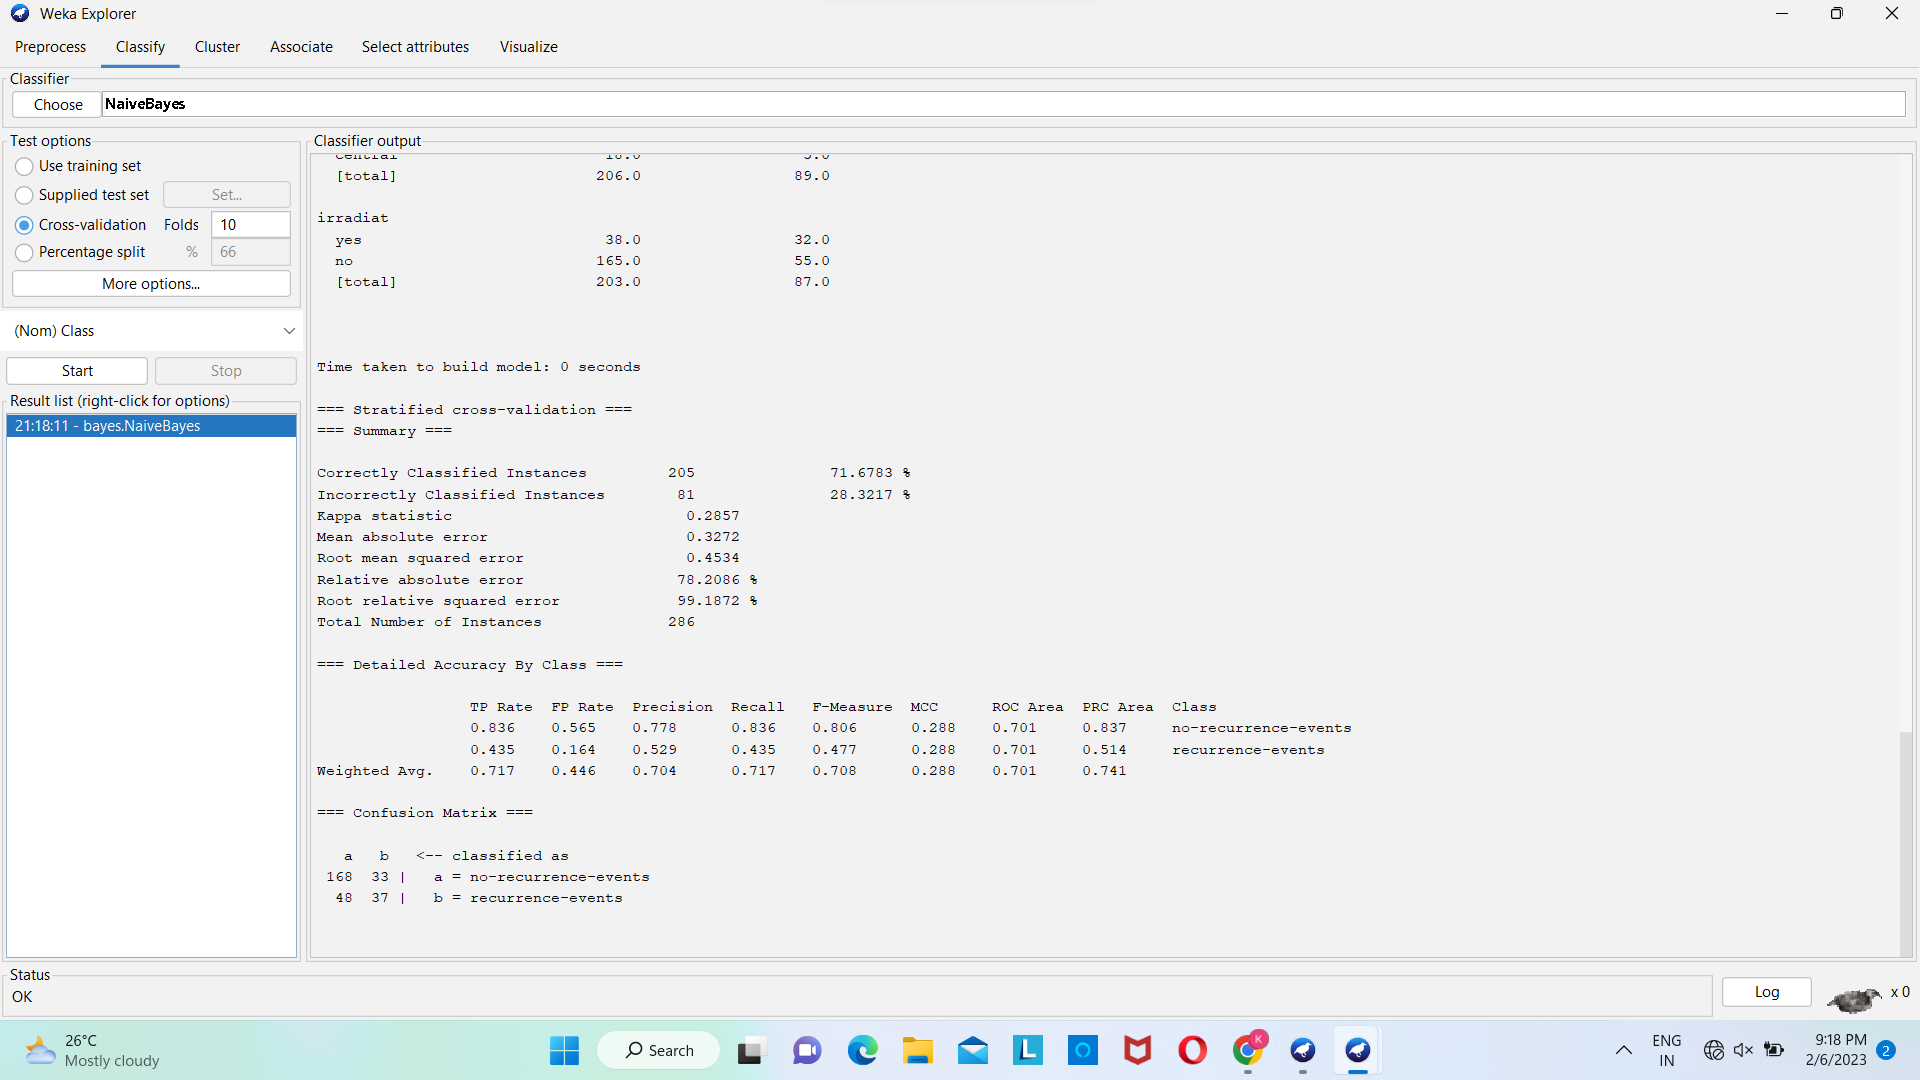 Weka Explorer
Preprocess Classify Cluster Associate Select attributes Visualize
Classifier
Choose NaiveBayes
Test options
Use training set
Supplied test set Set...
Cross-validation Folds 10
Percentage split % 66
More options...
(Nom) Class
Start Stop
Result list (right-click for options)
21:18:11 - bayes.NaiveBayes
Classifier output
[total] 206.0 89.0
irradiat
yes 38.0 32.0
no 165.0 55.0
[total] 203.0 87.0
Time taken to build model: 0 seconds
=== Stratified cross-validation ===
=== Summary ===
Correctly Classified Instances 205 71.6783 %
Incorrectly Classified Instances 81 28.3217 %
Kappa statistic 0.2857
Mean absolute error 0.3272
Root mean squared error 0.4534
Relative absolute error 78.2086 %
Root relative squared error 99.1872 %
Total Number of Instances 286
=== Detailed Accuracy By Class ===
TP Rate FP Rate Precision Recall F-Measure MCC ROC Area PRC Area Class
0.836 0.565 0.778 0.836 0.806 0.288 0.701 0.837 no-recurrence-events
0.435 0.164 0.529 0.435 0.477 0.288 0.701 0.514 recurrence-events
Weighted Avg. 0.717 0.446 0.704 0.717 0.708 0.288 0.701 0.741
=== Confusion Matrix ===
a b <-- classified as
168 33 | a = no-recurrence-events
48 37 | b = recurrence-events
Status
OK
Log x 0
26°C
Mostly cloudy
Search
L
K
ENG
IN
9:18 PM
2/6/2023
2